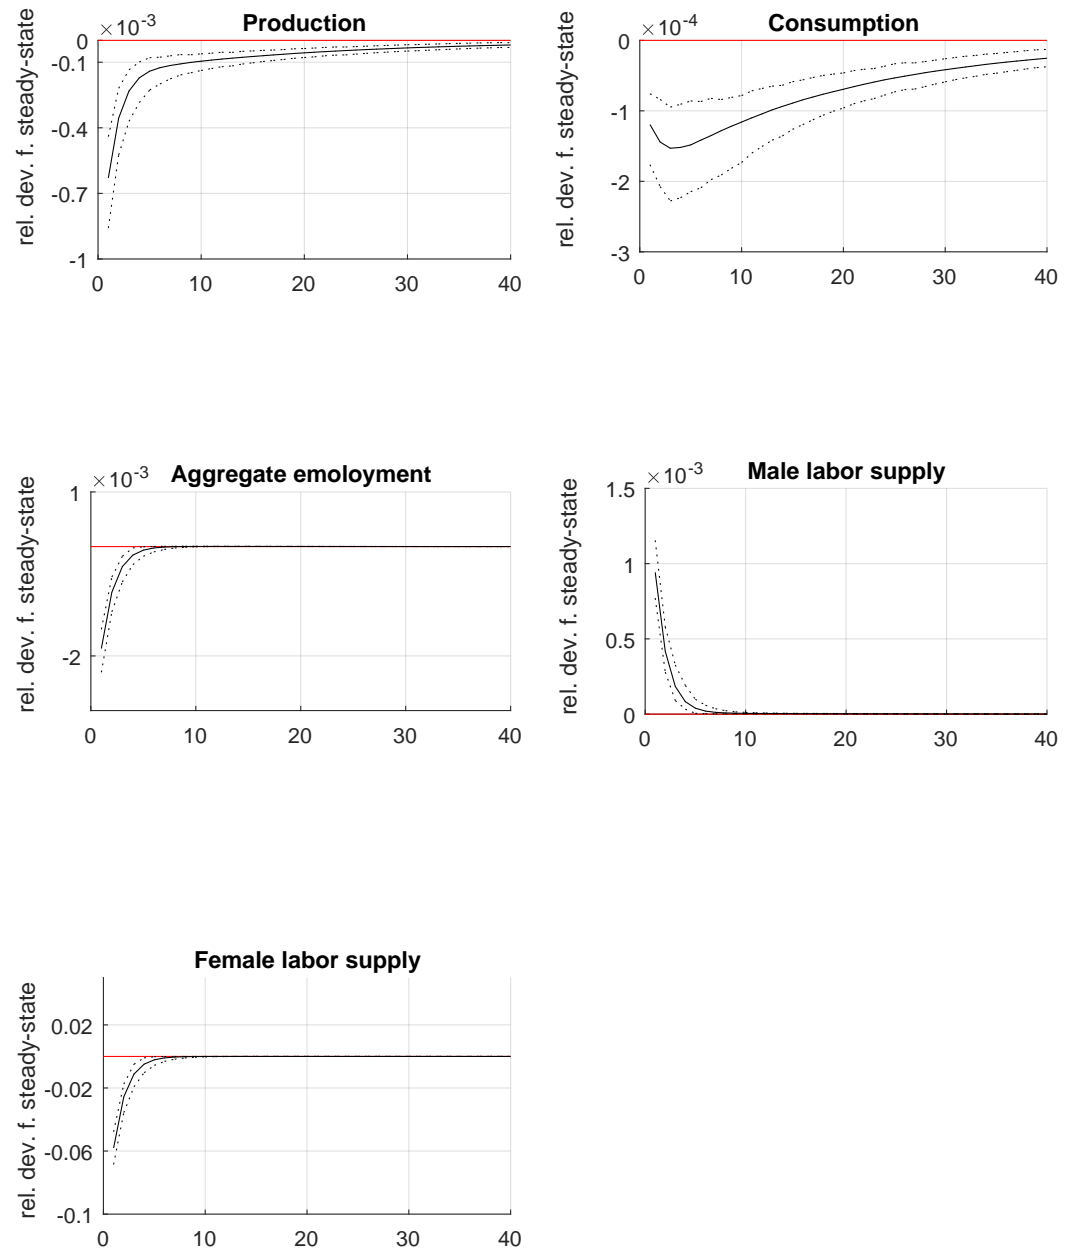 ×10-3
Production
rel. dev. f. steady-state
0
-0.1
-0.4
-0.7
-1
0 10 20 30 40
×10-4
Consumption
rel. dev. f. steady-state
0
-1
-2
-3
0 10 20 30 40
×10-3
Aggregate emoloyment
rel. dev. f. steady-state
1
-2
0 10 20 30 40
×10-3
Male labor supply
rel. dev. f. steady-state
1.5
1
0.5
0
0 10 20 30 40
Female labor supply
rel. dev. f. steady-state
0.02
-0.02
-0.06
-0.1
0 10 20 30 40